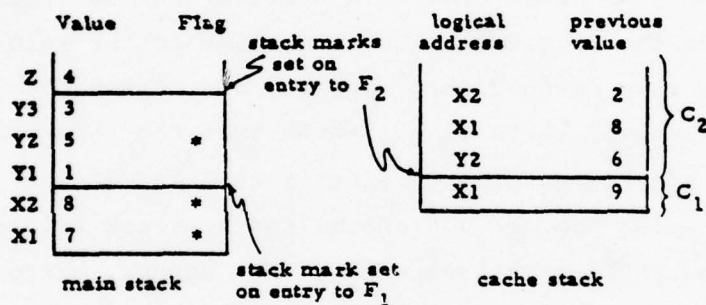 Value Flag
Z 4
Y3 3
Y2 5 *
Y1 1
X2 8 *
X1 7 *
main stack
stack marks
set on
entry to F2
stack mark set
on entry to F1
logical previous
address value
X2 2
X1 8
Y2 6
X1 9
C2
C1
cache stack